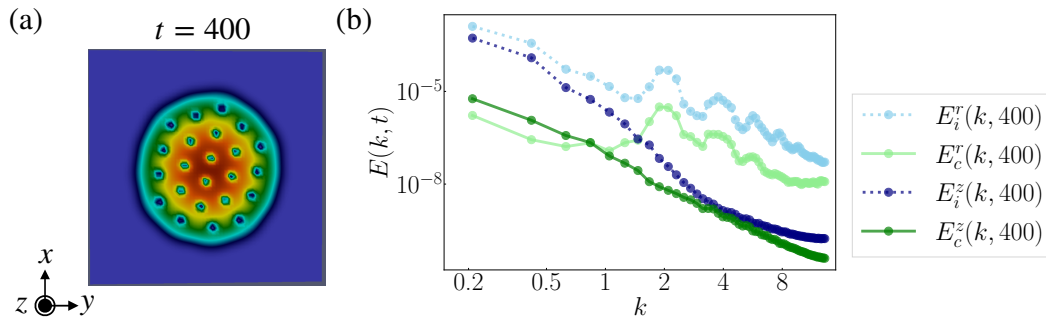 (a)
t = 400
x
z
y
(b)
E(k, t)
10⁻⁵
10⁻⁸
0.2 0.5 1 2 4 8
k
E_i^r(k, 400)
E_c^r(k, 400)
E_i^z(k, 400)
E_c^z(k, 400)